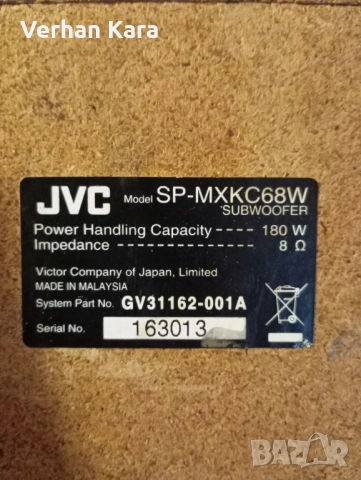 Verhan Kara
JVC Model SP-MXKC68W
SUBWOOFER
Power Handling Capacity ---- 180 W
Impedance -------------- 8 Ω
Victor Company of Japan, Limited
MADE IN MALAYSIA
System Part No. GV31162-001A
Serial No. 163013
BAZAR